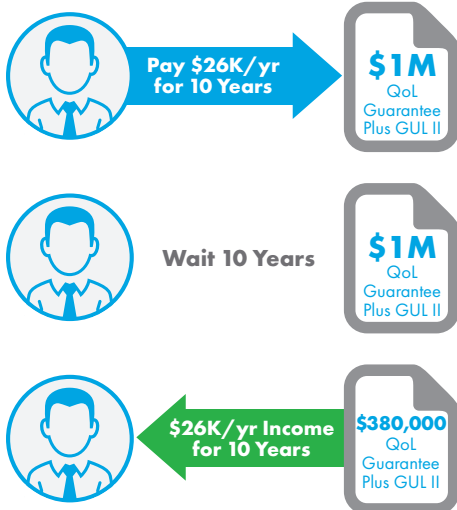 Pay $26K/yr
for 10 Years
$1M
QoL
Guarantee
Plus GUL II
Wait 10 Years
$1M
QoL
Guarantee
Plus GUL II
$26K/yr Income
for 10 Years
$380,000
QoL
Guarantee
Plus GUL II